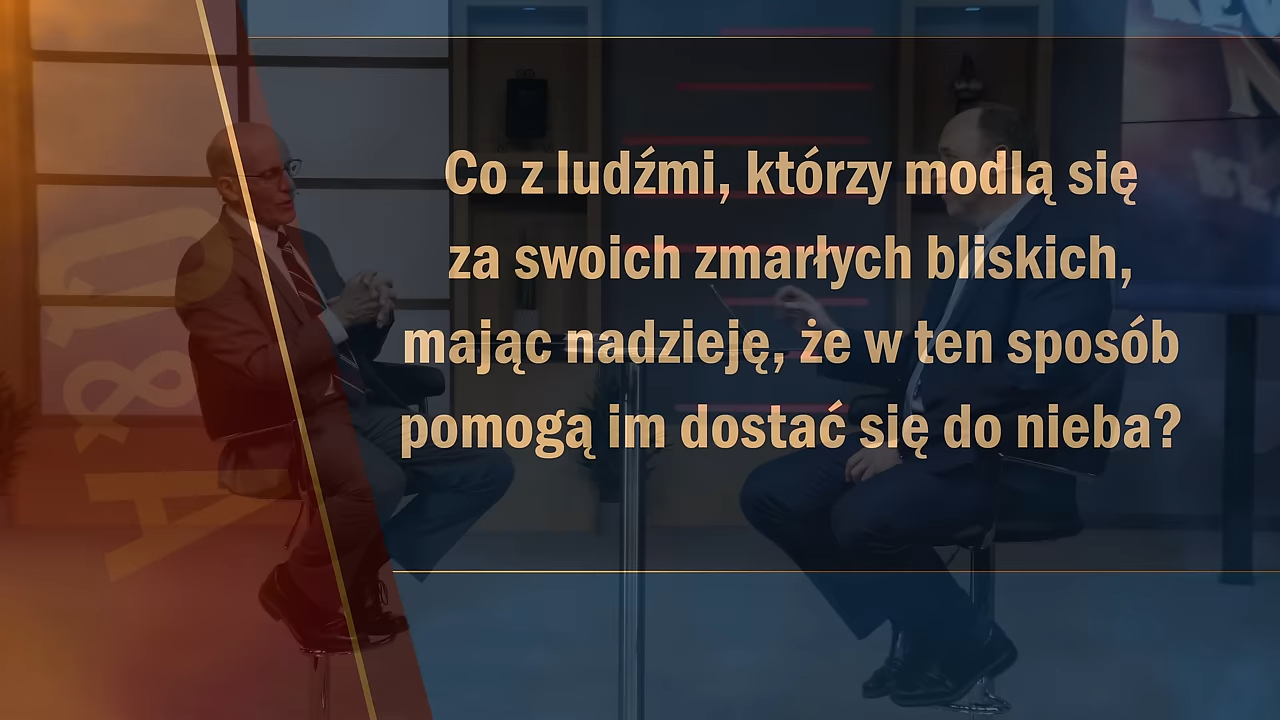 Co z ludźmi, którzy modlą się
za swoich zmarłych bliskich,
mając nadzieję, że w ten sposób
pomogą im dostać się do nieba?
Q&A